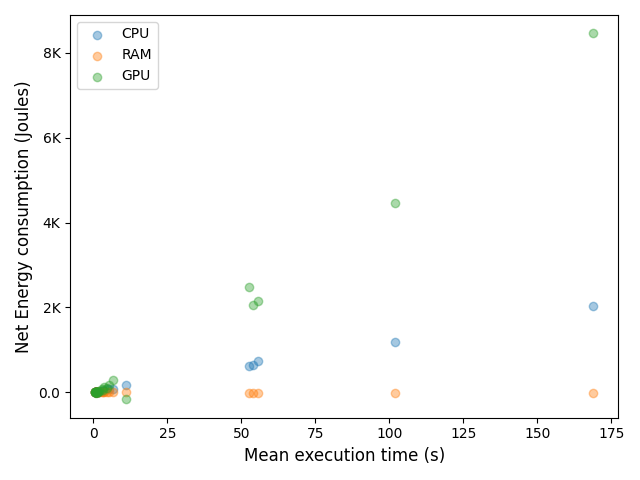 CPU
RAM
GPU
8K
6K
4K
2K
0.0
Net Energy consumption (Joules)
0 25 50 75 100 125 150 175
Mean execution time (s)